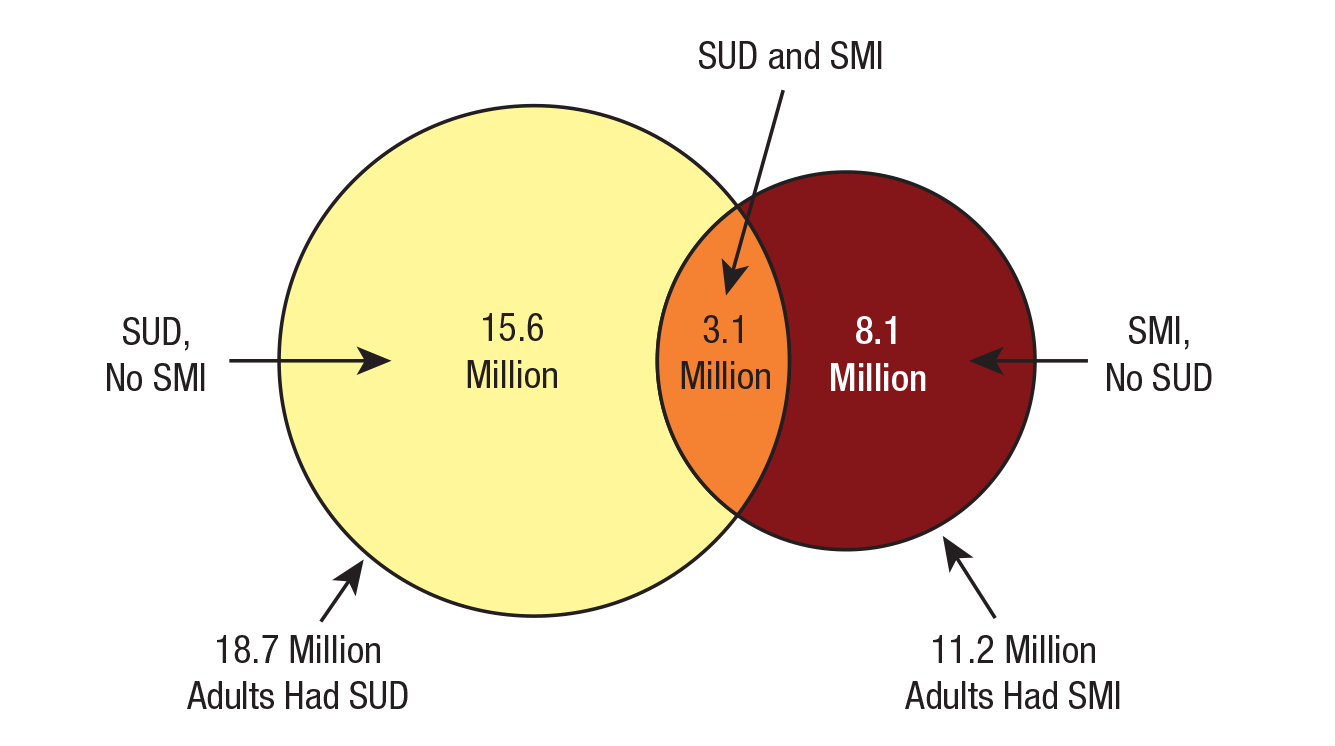 SUD and SMI
SUD,
No SMI
15.6
Million
3.1
Million
8.1
Million
SMI,
No SUD
18.7 Million
Adults Had SUD
11.2 Million
Adults Had SMI